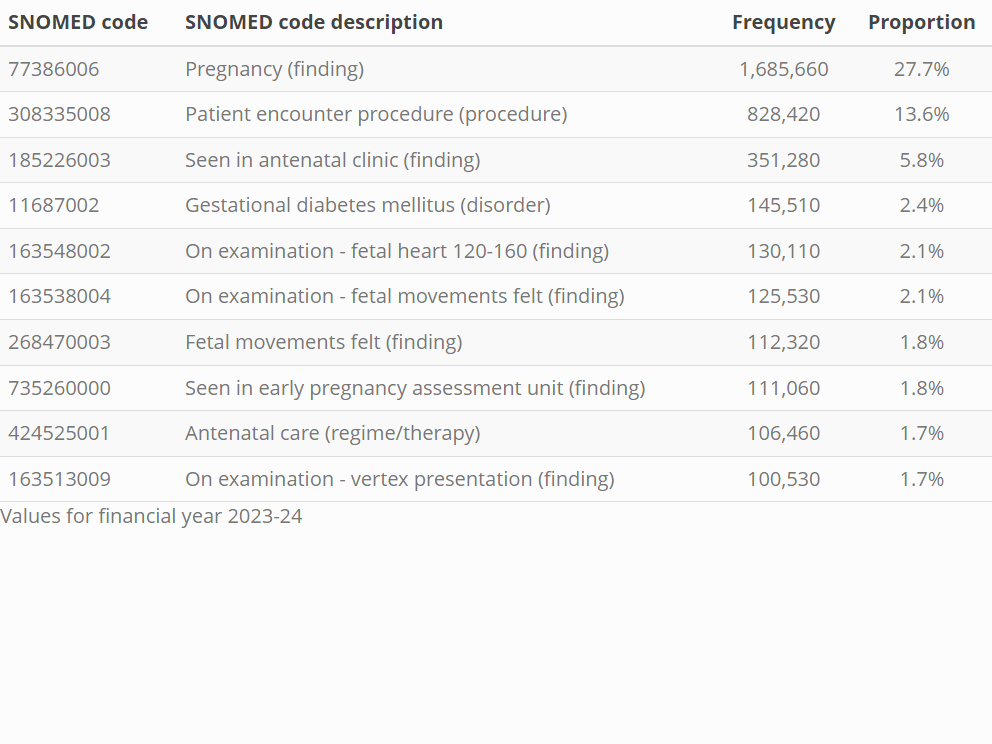 SNOMED code SNOMED code description Frequency Proportion
77386006 Pregnancy (finding) 1,685,660 27.7%
308335008 Patient encounter procedure (procedure) 828,420 13.6%
185226003 Seen in antenatal clinic (finding) 351,280 5.8%
11687002 Gestational diabetes mellitus (disorder) 145,510 2.4%
163548002 On examination - fetal heart 120-160 (finding) 130,110 2.1%
163538004 On examination - fetal movements felt (finding) 125,530 2.1%
268470003 Fetal movements felt (finding) 112,320 1.8%
735260000 Seen in early pregnancy assessment unit (finding) 111,060 1.8%
424525001 Antenatal care (regime/therapy) 106,460 1.7%
163513009 On examination - vertex presentation (finding) 100,530 1.7%
Values for financial year 2023-24